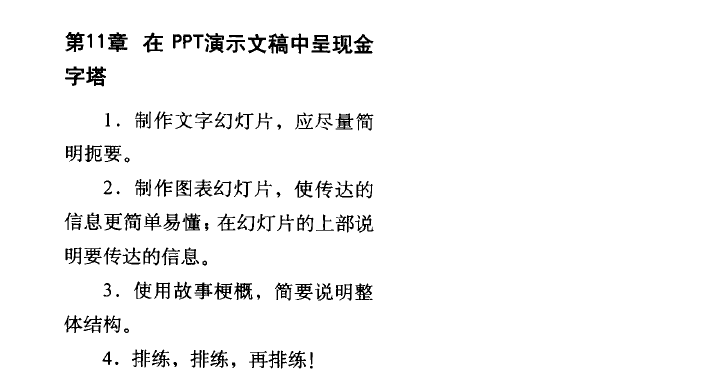 第11章 在 PPT演示文稿中呈现金
字塔
1. 制作文字幻灯片，应尽量简
明扼要。
2. 制作图表幻灯片，使传达的
信息更简单易懂；在幻灯片的上部说
明要传达的信息。
3. 使用故事梗概，简要说明整
体结构。
4. 排练，排练，再排练！